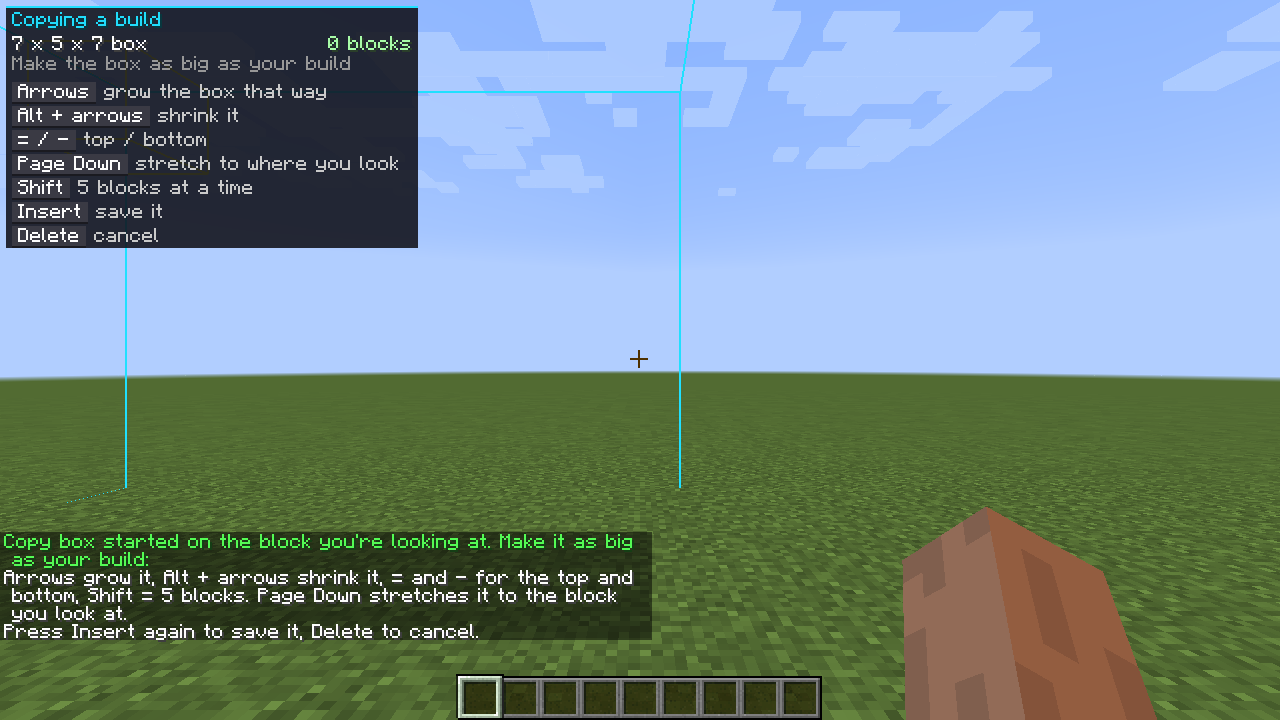 Copying a build
7 x 5 x 7 box 0 blocks
Make the box as big as your build
Arrows grow the box that way
Alt + arrows shrink it
= / - top / bottom
Page Down stretch to where you look
Shift 5 blocks at a time
Insert save it
Delete cancel
Copy box started on the block you're looking at. Make it as big
as your build:
Arrows grow it, Alt + arrows shrink it, = and - for the top and
bottom, Shift = 5 blocks. Page Down stretches it to the block
you look at.
Press Insert again to save it, Delete to cancel.